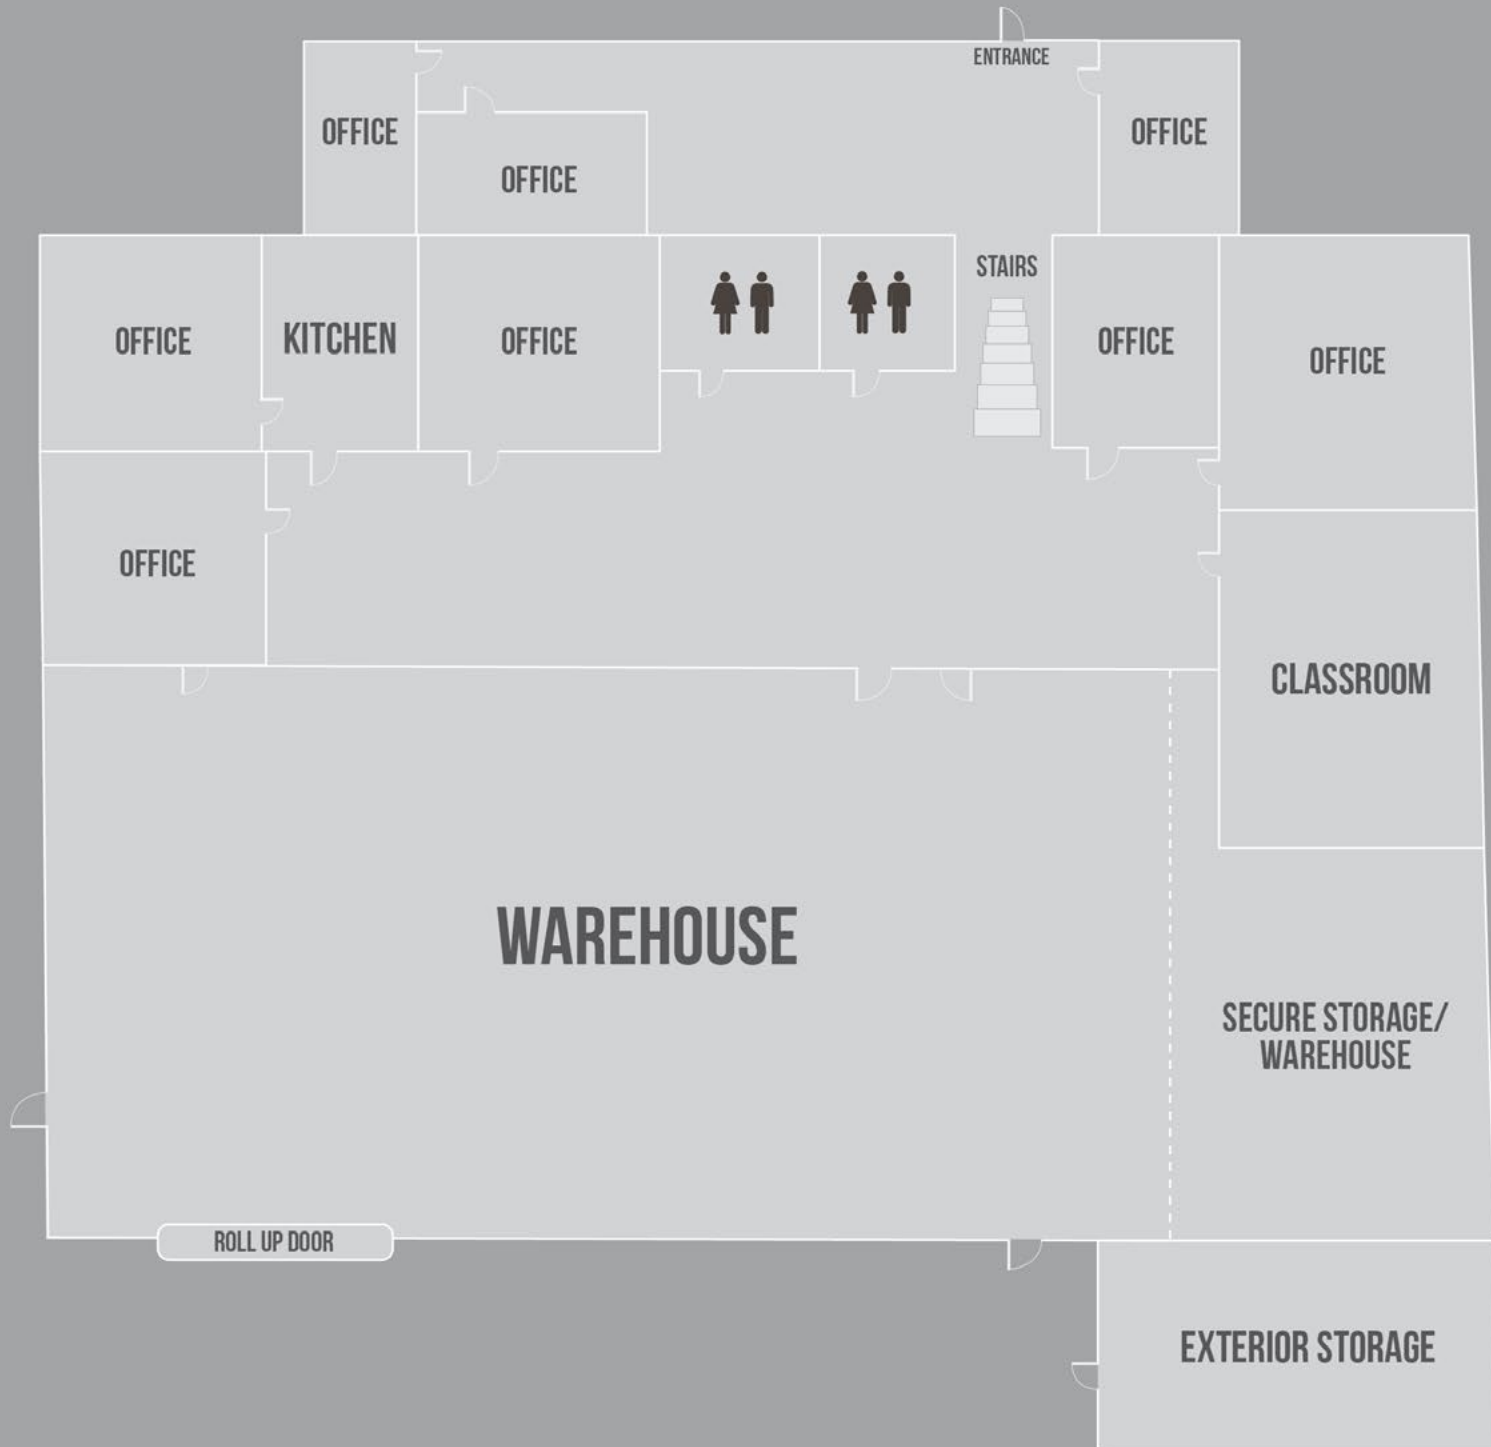 ENTRANCE
OFFICE
OFFICE
OFFICE
STAIRS
OFFICE
KITCHEN
OFFICE
OFFICE
OFFICE
OFFICE
CLASSROOM
WAREHOUSE
SECURE STORAGE/
WAREHOUSE
ROLL UP DOOR
EXTERIOR STORAGE